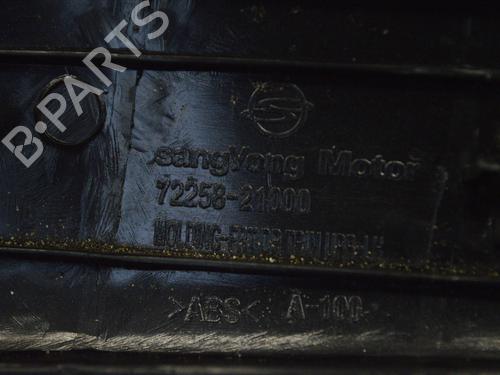 B-PARTS
SsangYong Motor
72258-21000
>ABS< A-100